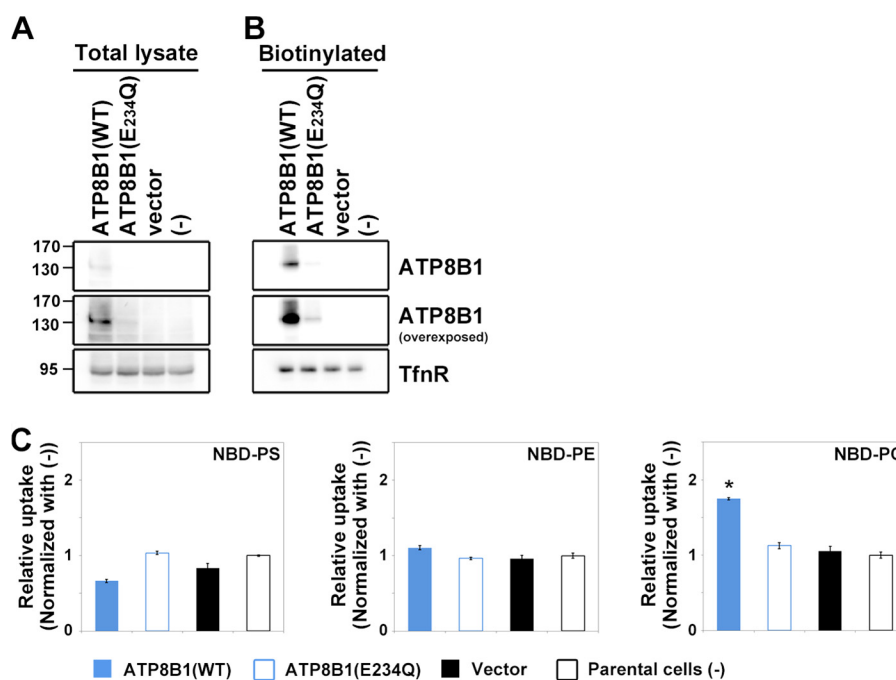 A
B
Total lysate
Biotinylated
ATP8B1(WT)
ATP8B1(E234Q)
vector
(-)
ATP8B1(WT)
ATP8B1(E234Q)
vector
(-)
170
130
ATP8B1
170
130
ATP8B1
(overexposed)
95
TfnR
C
Relative uptake
(Normalized with (-))
2
1
0
NBD-PS
Relative uptake
(Normalized with (-))
2
1
0
NBD-PE
Relative uptake
(Normalized with (-))
2
1
0
*
ATP8B1(WT)
ATP8B1(E234Q)
Vector
Parental cells (-)